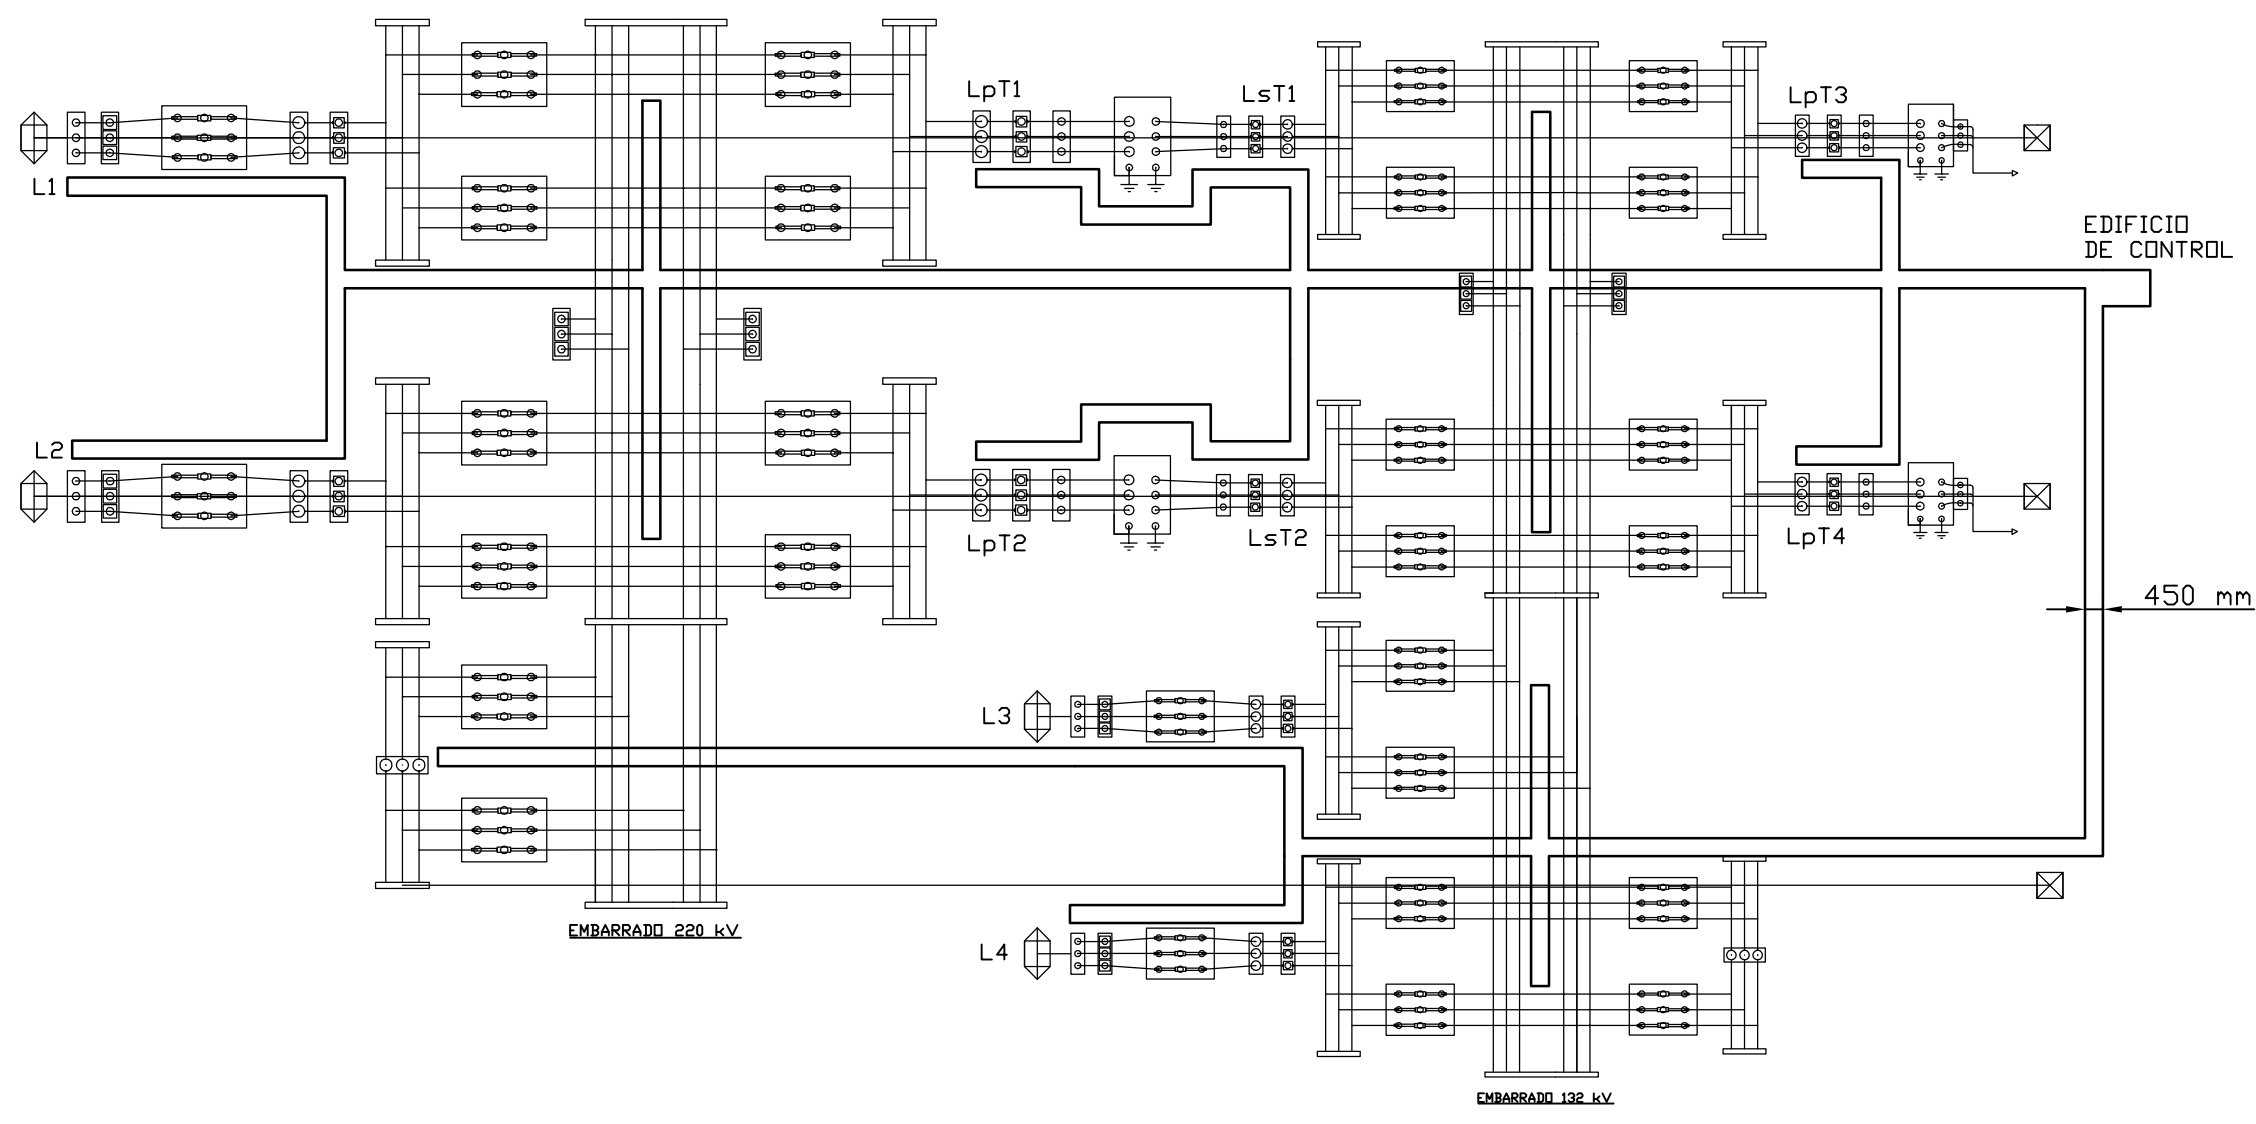 LpT1
LsT1
LpT3
L1
EDIFICIO
DE CONTROL
L2
LpT2
LsT2
LpT4
450 mm
L3
EMBARRADO 220 kV
L4
EMBARRADO 132 kV